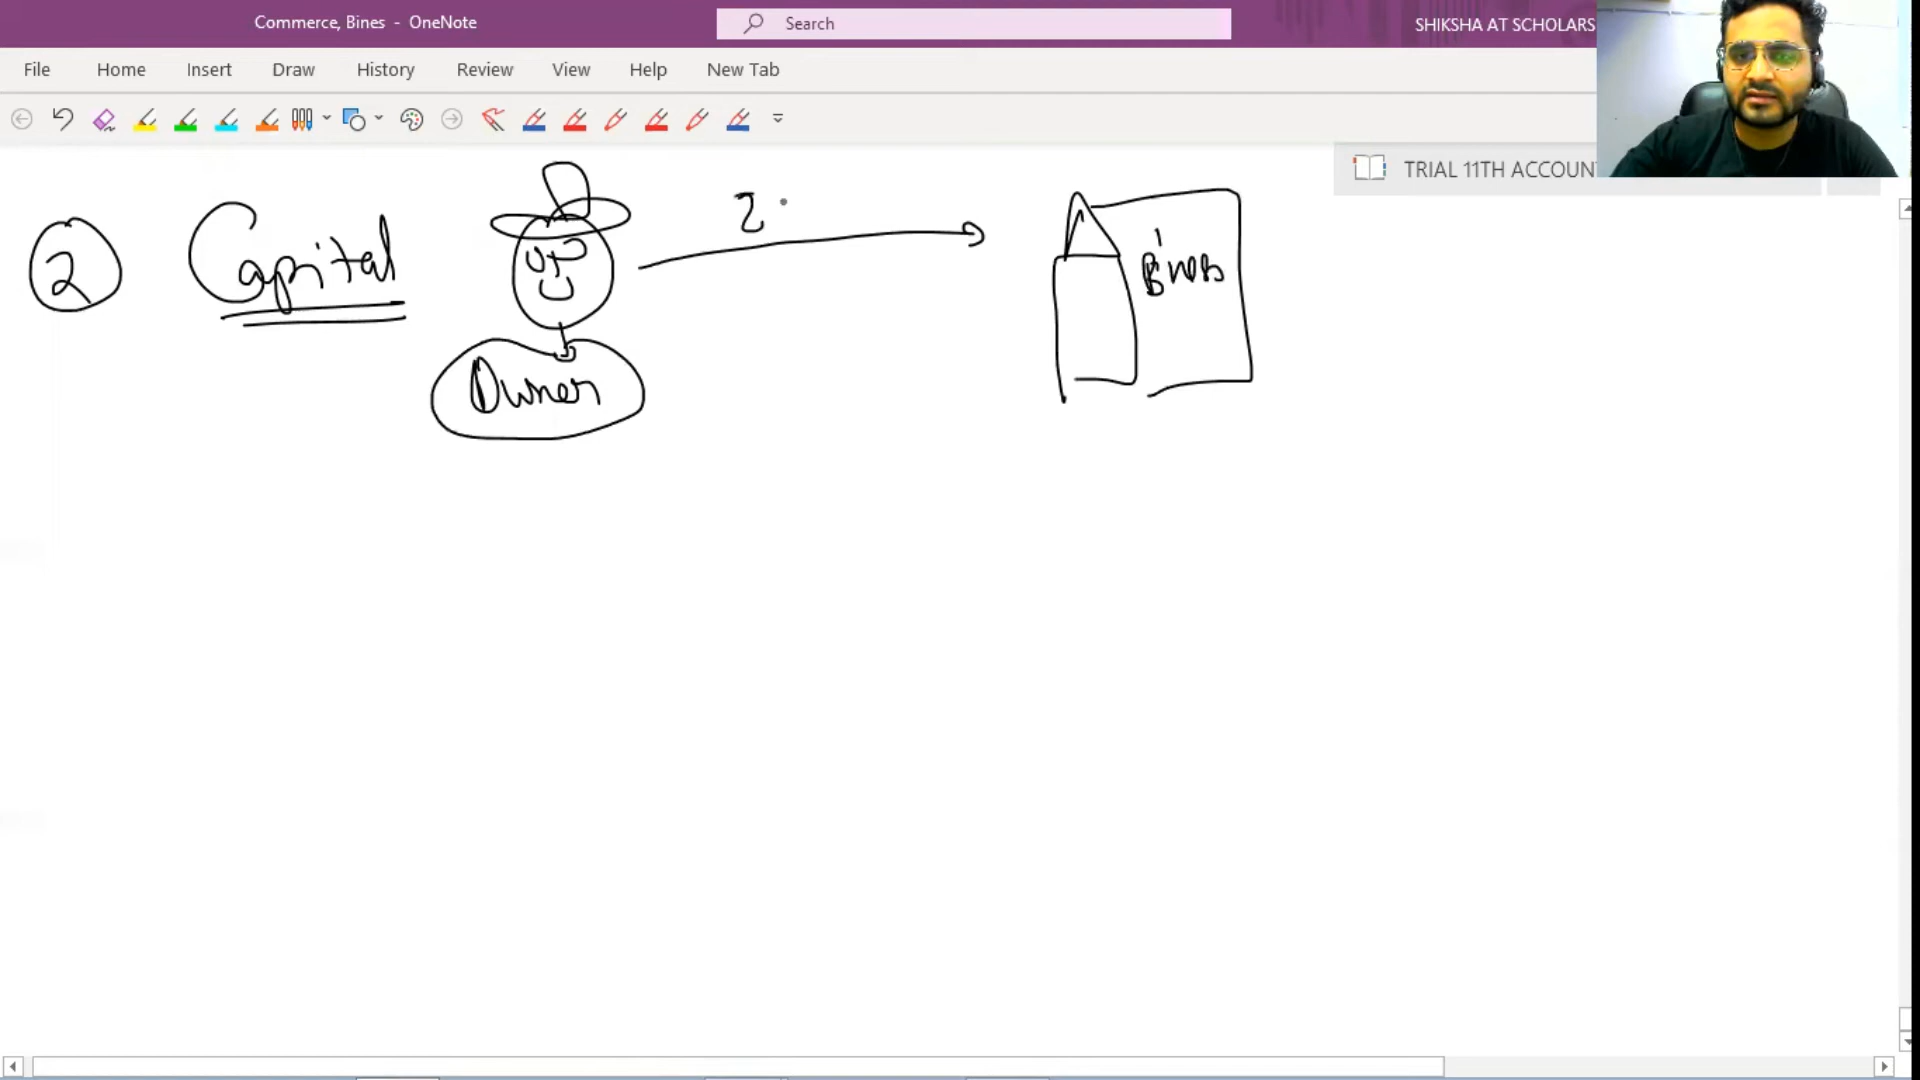 Commerce, Bines - OneNote
Search
SHIKSHA AT SCHOLARS
File Home Insert Draw History Review View Help New Tab
TRIAL 11TH ACCOUN
2 Capital
2
Bines
Owner